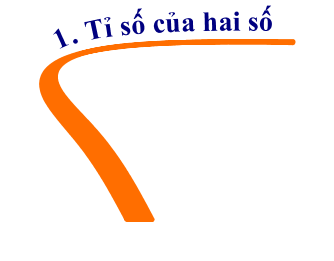 1. Tỉ số của hai số